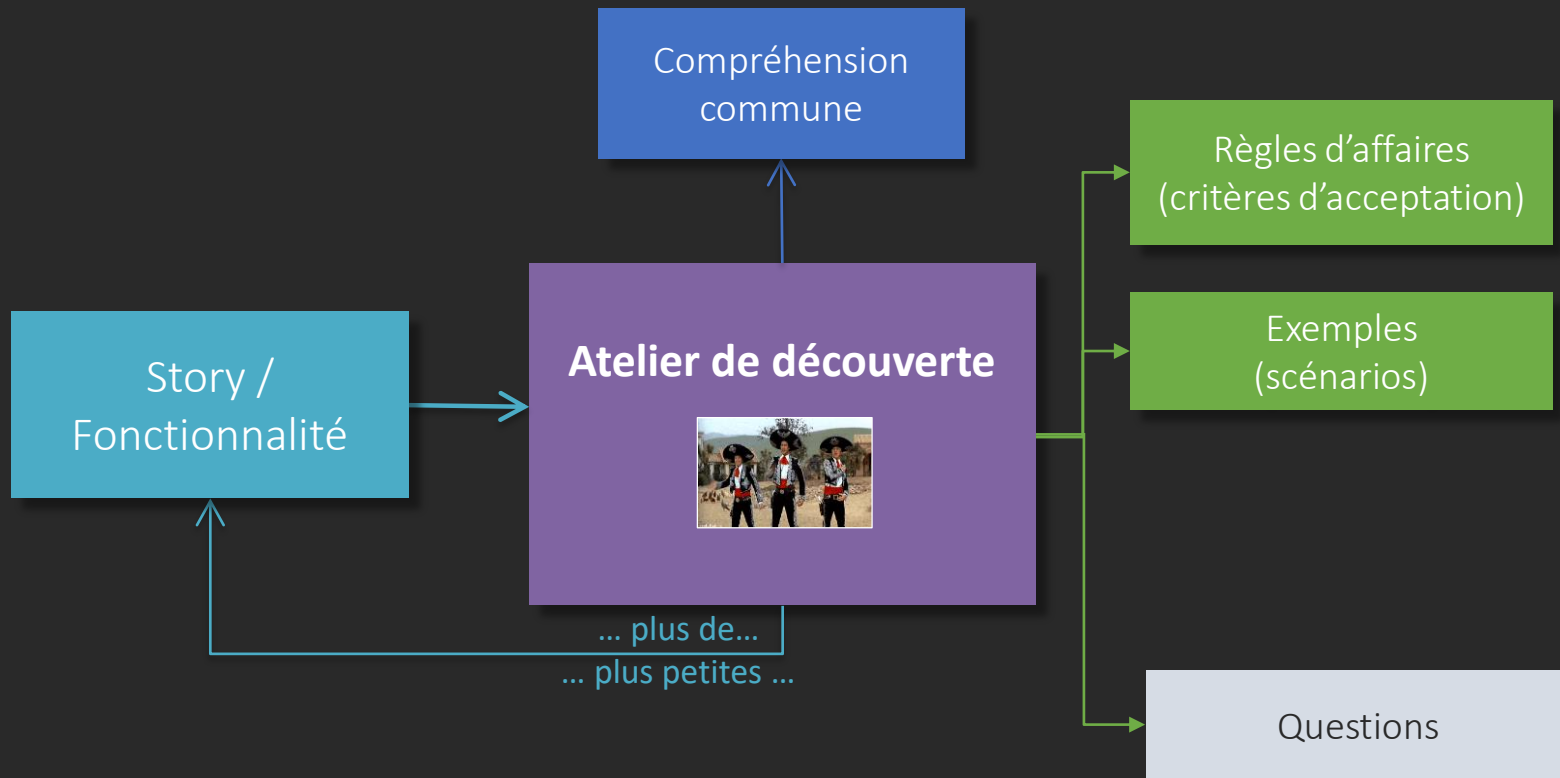 Compréhension
commune
Règles d’affaires
(critères d’acceptation)
Story /
Fonctionnalité
Atelier de découverte
Exemples
(scénarios)
... plus de...
... plus petites ...
Questions